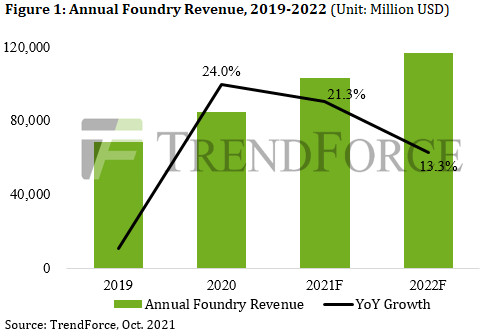 Figure 1: Annual Foundry Revenue, 2019-2022 (Unit: Million USD)
120,000
80,000
40,000
0
24.0%
21.3%
13.3%
TRENDFORCE
2019 2020 2021F 2022F
Annual Foundry Revenue YoY Growth
Source: TrendForce, Oct. 2021